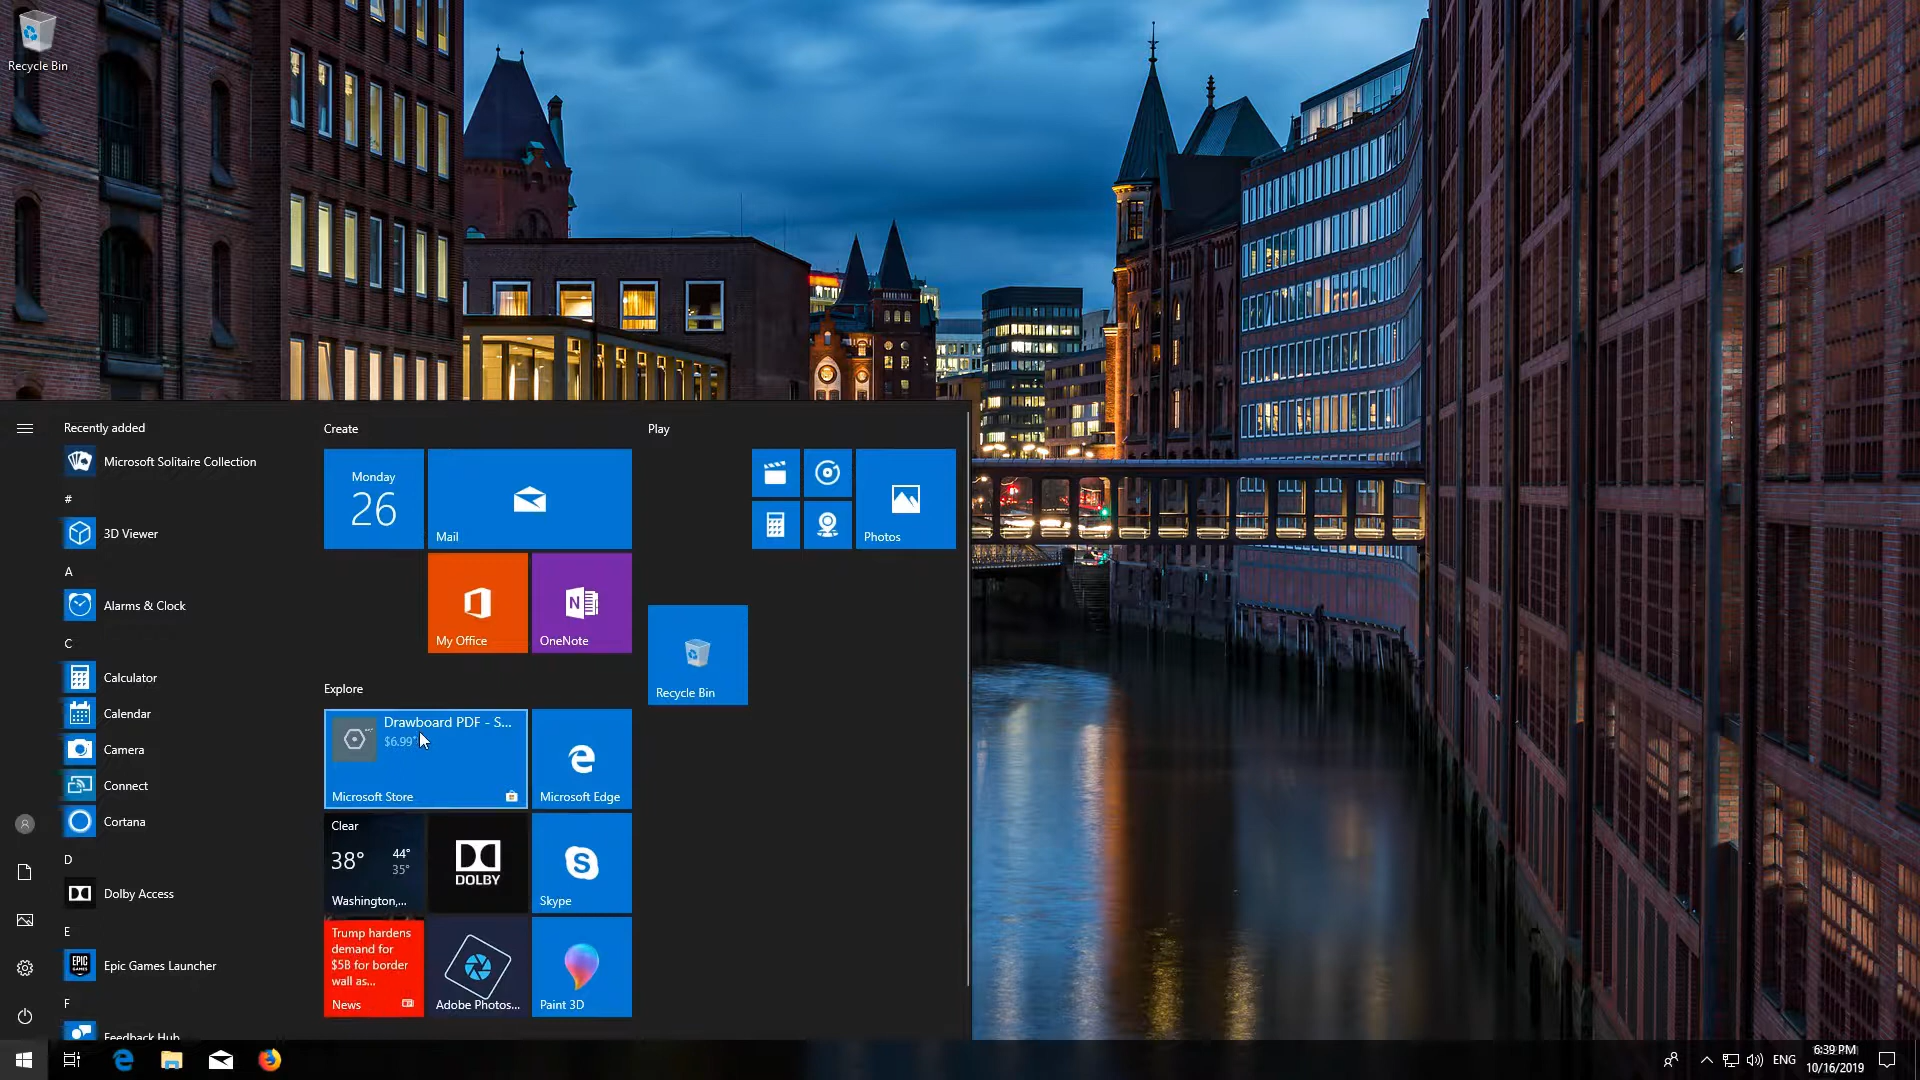 Recycle Bin
Recently added
Microsoft Solitaire Collection
#
3D Viewer
A
Alarms & Clock
C
Calculator
Calendar
Camera
Connect
Cortana
D
Dolby Access
E
Epic Games Launcher
F
Feedback Hub
Create
Monday
26
Mail
My Office
OneNote
Explore
Drawboard PDF - S...
$6.99*
Microsoft Store
Microsoft Edge
Clear
38°
44°
35°
Washington,...
DOLBY
Skype
Trump hardens
demand for
$5B for border
wall as...
News
Adobe Photos...
Paint 3D
Play
Photos
Recycle Bin
EPIC
GAMES
ENG
6:39 PM
10/16/2019